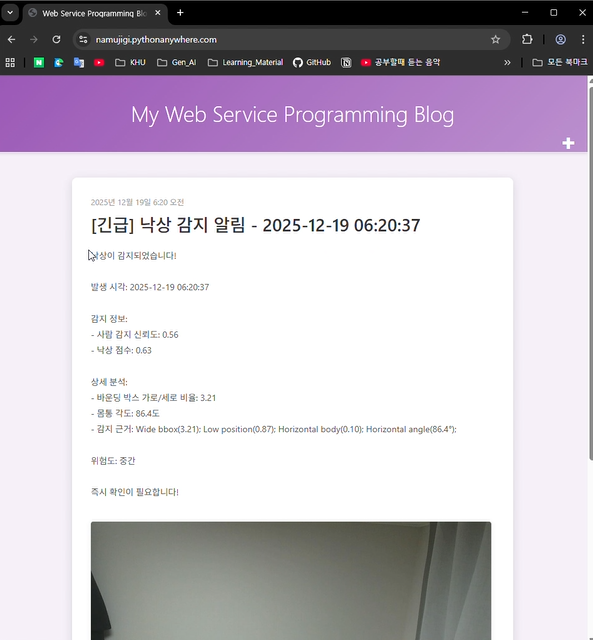 Web Service Programming Blo
namujigi.pythonanywhere.com
KHU
Gen_AI
Learning_Material
GitHub
Notion
공부할때 듣는 음악
모든 북마크
My Web Service Programming Blog
2025년 12월 19일 6:20 오전
[긴급] 낙상 감지 알림 - 2025-12-19 06:20:37
낙상이 감지되었습니다!
발생 시각: 2025-12-19 06:20:37
감지 정보:
- 사람 감지 신뢰도: 0.56
- 낙상 점수: 0.63
상세 분석:
- 바운딩 박스 가로/세로 비율: 3.21
- 몸통 각도: 86.4도
- 감지 근거: Wide bbox(3.21); Low position(0.87); Horizontal body(0.10); Horizontal angle(86.4°);
위험도: 중간
즉시 확인이 필요합니다!